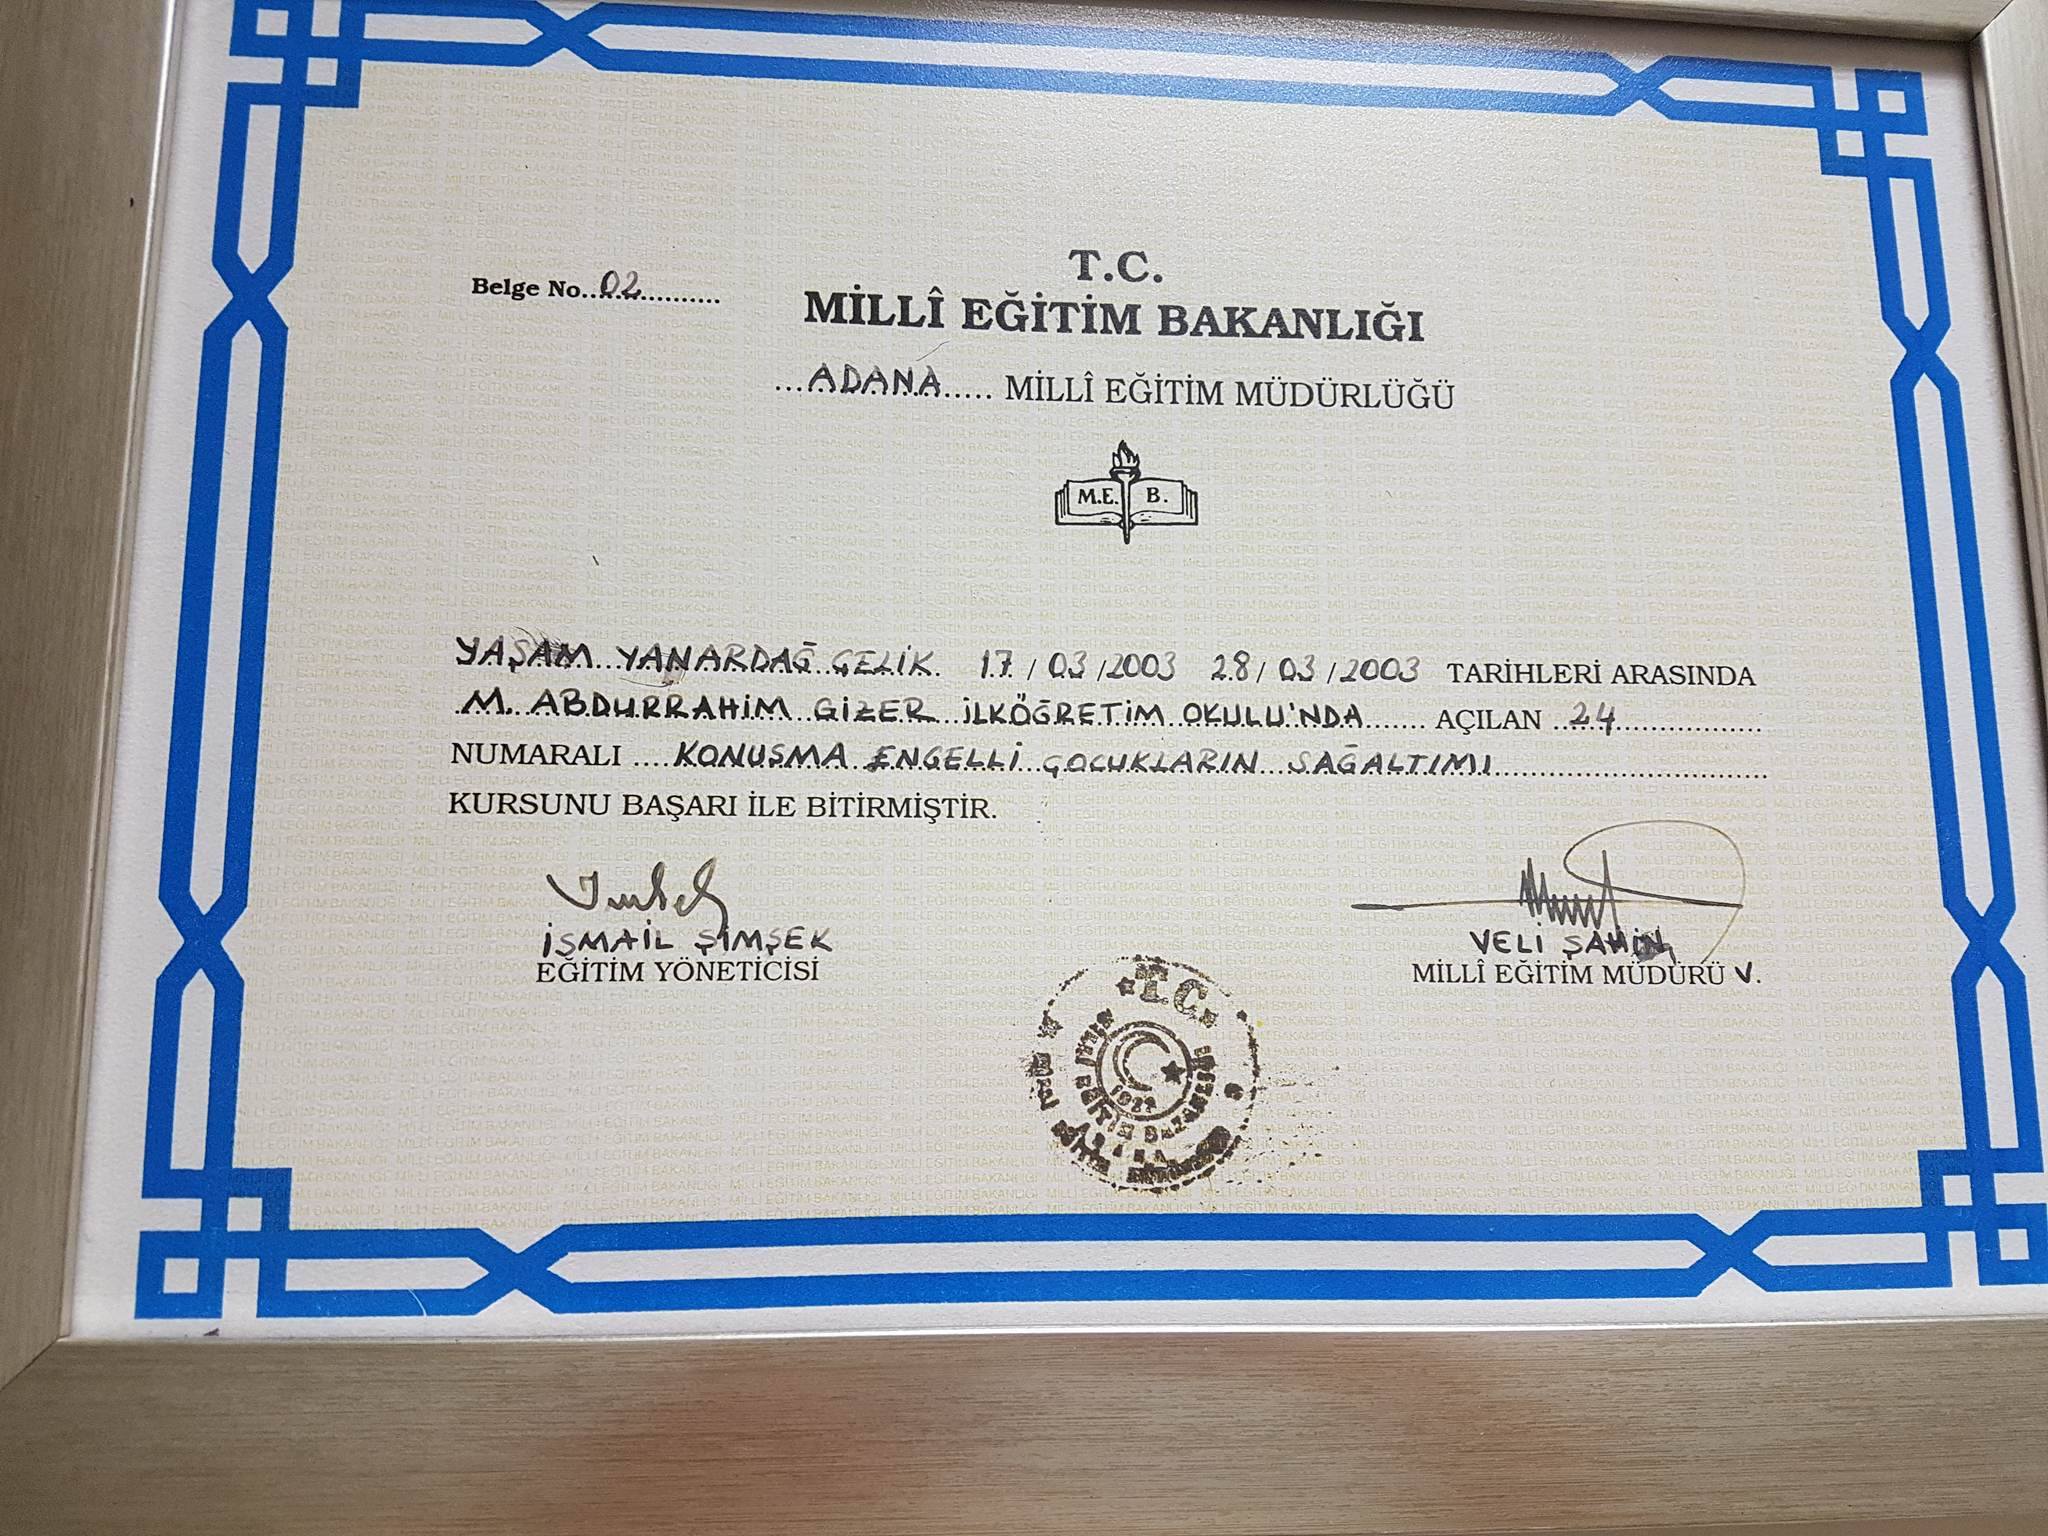 T.C.
Belge No...02...............
MİLLÎ EĞİTİM BAKANLIĞI
...ADANA..... MİLLÎ EĞİTİM MÜDÜRLÜĞÜ
M.E. B.
YAŞAM YANARDAĞ ÇELİK. 17 / 03 / 2003 28 / 03 / 2003 TARİHLERİ ARASINDA
M. ABDURRAHİM GİZER İLKÖĞRETİM OKULU'NDA....... AÇILAN ..24..................
NUMARALI ....KONUŞMA ENGELLİ ÇOCUKLARIN SAĞALTIMI..................................
KURSUNU BAŞARI İLE BİTİRMİŞTİR.
İSMAİL ŞİMŞEK
EĞİTİM YÖNETİCİSİ
VELİ ŞAHİN
MİLLÎ EĞİTİM MÜDÜRÜ V.
T.C.